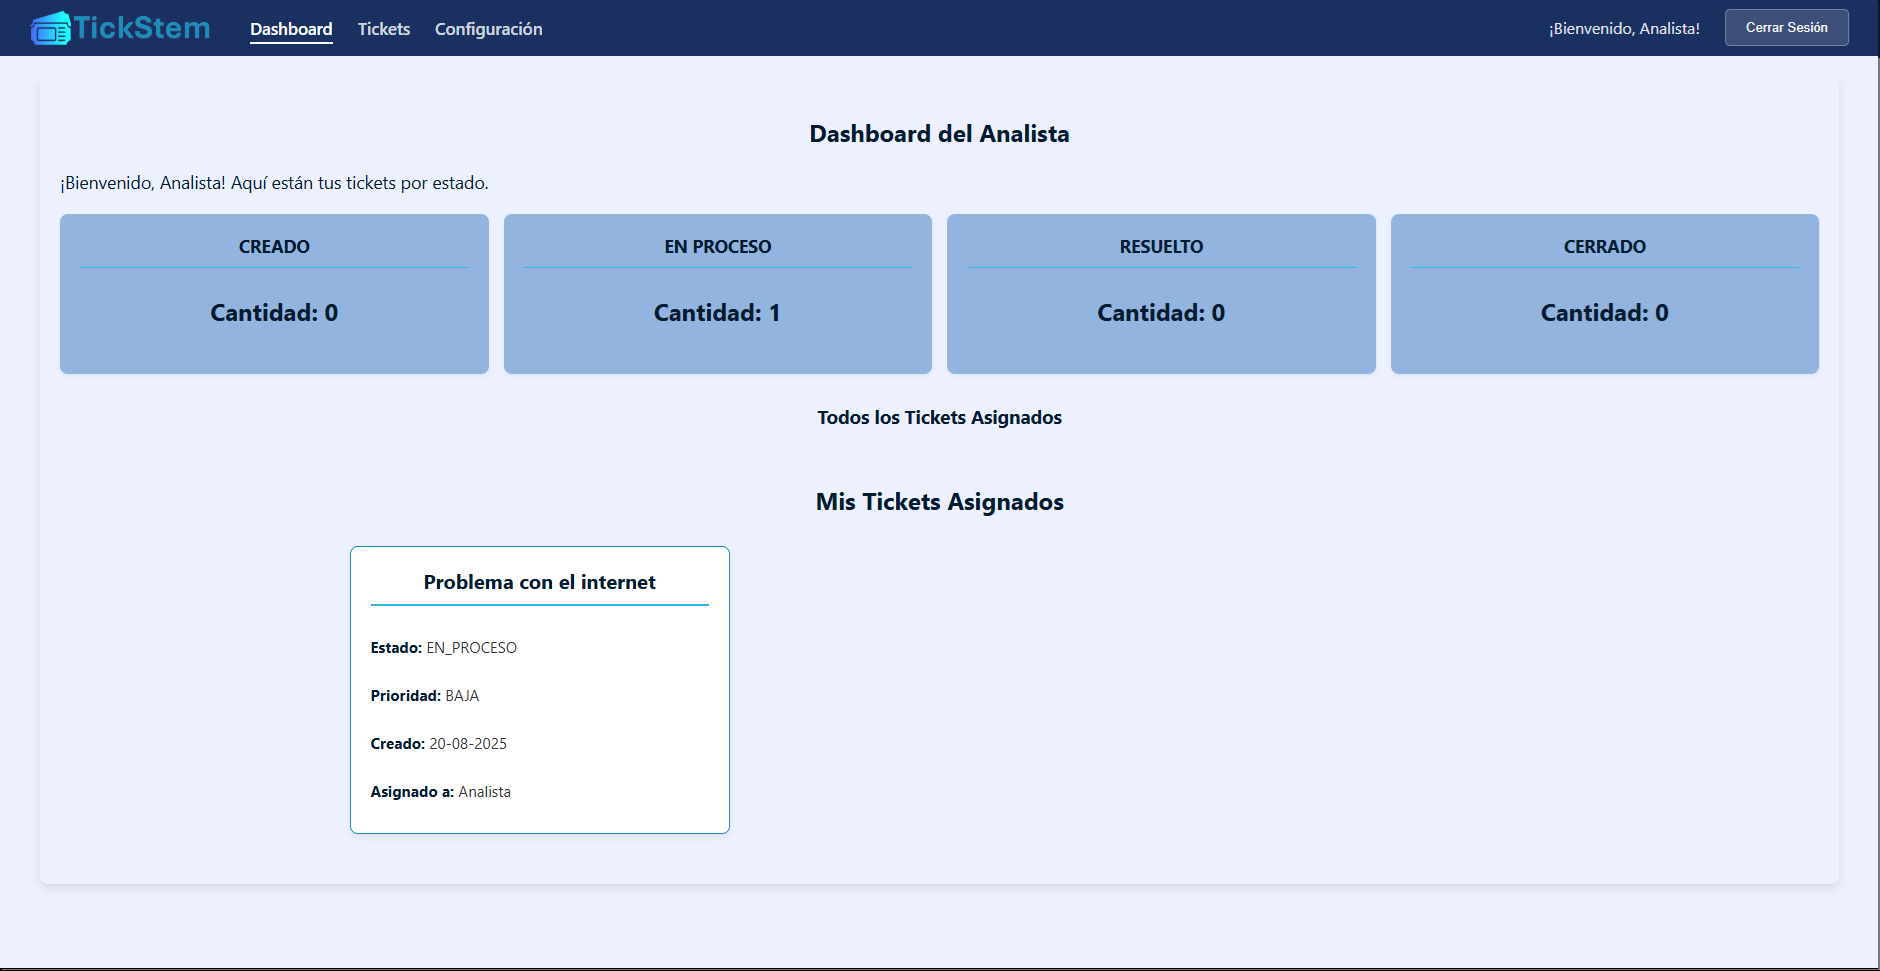 TickStem Dashboard Tickets Configuración ¡Bienvenido, Analista! Cerrar Sesión
Dashboard del Analista
¡Bienvenido, Analista! Aquí están tus tickets por estado.
CREADO EN PROCESO RESUELTO CERRADO
Cantidad: 0 Cantidad: 1 Cantidad: 0 Cantidad: 0
Todos los Tickets Asignados
Mis Tickets Asignados
Problema con el internet
Estado: EN_PROCESO
Prioridad: BAJA
Creado: 20-08-2025
Asignado a: Analista